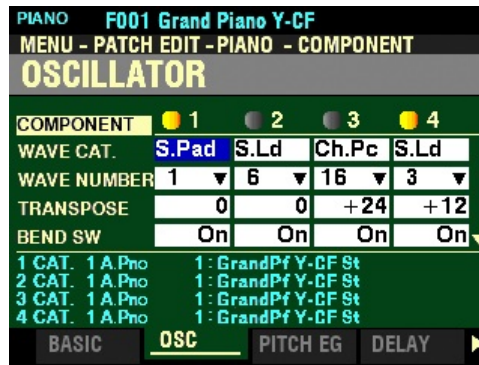 PIANO F001 Grand Piano Y-CF
MENU - PATCH EDIT - PIANO - COMPONENT
OSCILLATOR
COMPONENT 1 2 3 4
WAVE CAT. S.Pad S.Ld Ch.Pc S.Ld
WAVE NUMBER 1 ▼ 6 ▼ 16 ▼ 3 ▼
TRANSPOSE 0 0 +24 +12
BEND SW On On On On
1 CAT. 1 A.Pno 1:GrandPf Y-CF St
2 CAT. 1 A.Pno 1:GrandPf Y-CF St
3 CAT. 1 A.Pno 1:GrandPf Y-CF St
4 CAT. 1 A.Pno 1:GrandPf Y-CF St
BASIC OSC PITCH EG DELAY